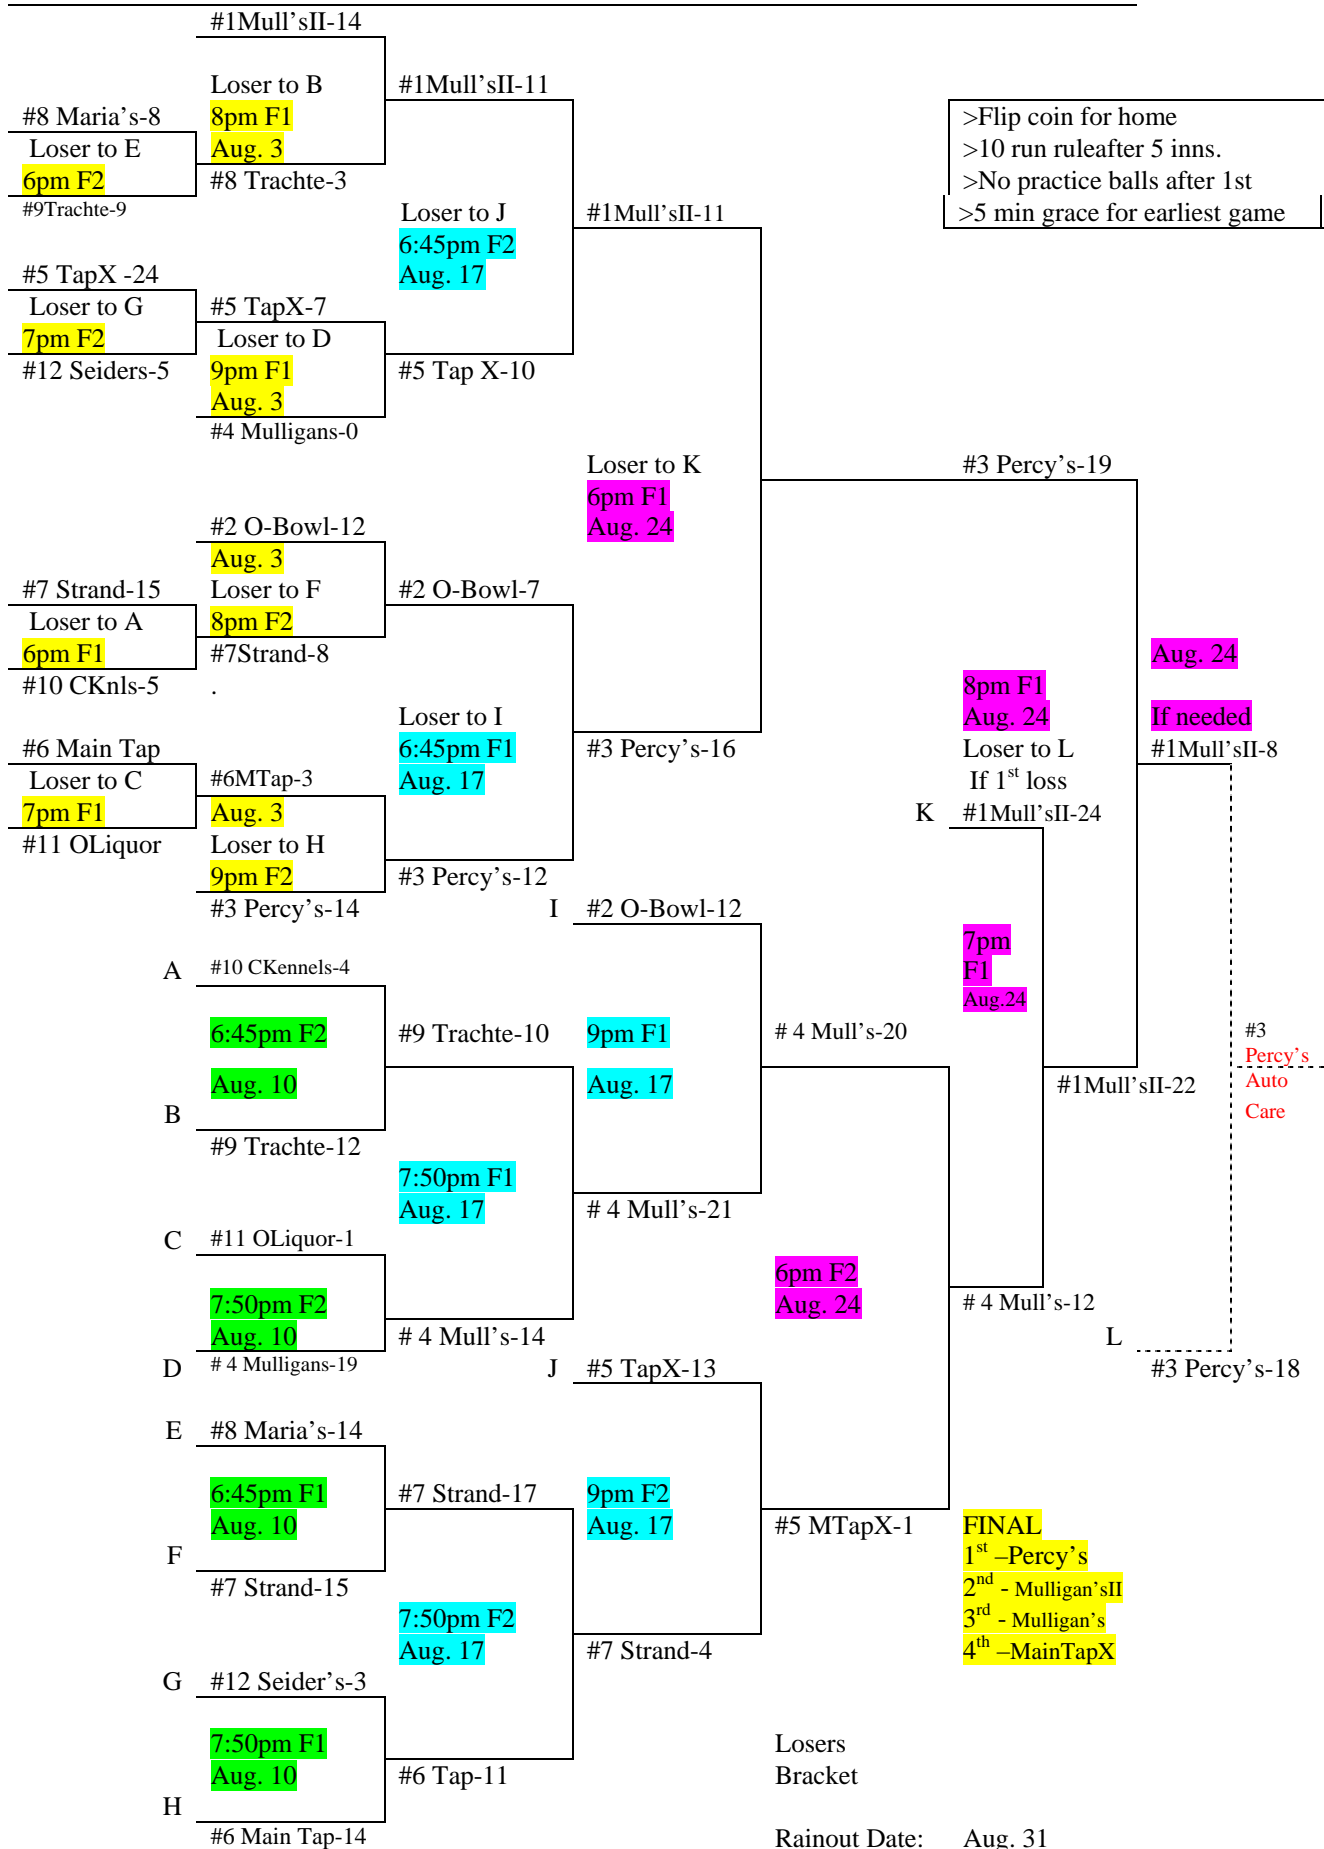 #1Mull’sII-14
Loser to B
#1Mull’sII-11
#8 Maria’s-8
8pm F1
>Flip coin for home
Loser to E
Aug. 3
>10 run ruleafter 5 inns.
6pm F2
#8 Trachte-3
>No practice balls after 1st
#9Trachte-9
Loser to J
#1Mull’sII-11
>5 min grace for earliest game
6:45pm F2
#5 TapX -24
Aug. 17
Loser to G
#5 TapX-7
7pm F2
Loser to D
#12 Seiders-5
9pm F1
#5 Tap X-10
Aug. 3
#4 Mulligans-0
Loser to K
#3 Percy’s-19
6pm F1
#2 O-Bowl-12
Aug. 24
Aug. 3
#7 Strand-15
Loser to F
#2 O-Bowl-7
Loser to A
8pm F2
6pm F1
#7Strand-8
Aug. 24
#10 CKnls-5
.
8pm F1
Loser to I
Aug. 24
If needed
#6 Main Tap
6:45pm F1
#3 Percy’s-16
Loser to L
#1Mull’sII-8
Loser to C
#6MTap-3
Aug. 17
If 1st loss
7pm F1
Aug. 3
K
#1Mull’sII-24
#11 OLiquor
Loser to H
9pm F2
#3 Percy’s-12
#3 Percy’s-14
I
#2 O-Bowl-12
7pm
A
#10 CKennels-4
F1
Aug.24
6:45pm F2
#9 Trachte-10
9pm F1
# 4 Mull’s-20
#3
Percy’s
Aug. 10
Aug. 17
#1Mull’sII-22
Auto
B
Care
#9 Trachte-12
7:50pm F1
Aug. 17
# 4 Mull’s-21
C
#11 OLiquor-1
6pm F2
7:50pm F2
Aug. 24
# 4 Mull’s-12
Aug. 10
# 4 Mull’s-14
L
D
# 4 Mulligans-19
J
#5 TapX-13
#3 Percy’s-18
E
#8 Maria’s-14
6:45pm F1
#7 Strand-17
9pm F2
Aug. 10
Aug. 17
#5 MTapX-1
FINAL
F
1st –Percy’s
#7 Strand-15
2nd - Mulligan’sII
7:50pm F2
3rd - Mulligan’s
Aug. 17
#7 Strand-4
4th –MainTapX
G
#12 Seider’s-3
7:50pm F1
Losers
Aug. 10
#6 Tap-11
Bracket
H
#6 Main Tap-14
Rainout Date:
Aug. 31